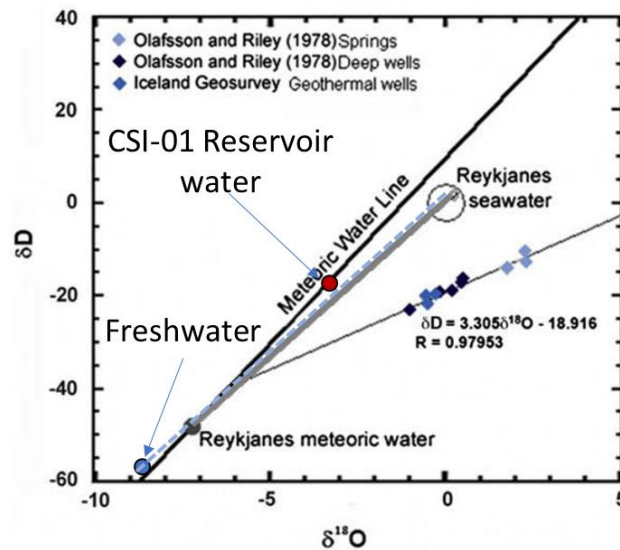 40
Olafsson and Riley (1978) Springs
Olafsson and Riley (1978) Deep wells
Iceland Geosurvey Geothermal wells
20
CSI-01 Reservoir
water
Meteoric Water Line
Reykjanes
seawater
0
δD
-20
δD = 3.305δ18O - 18.916
R = 0.97953
Freshwater
-40
Reykjanes meteoric water
-60
-10
-5
0
5
δ18O